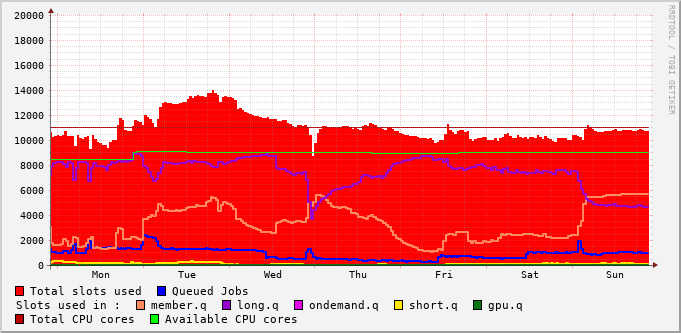 20000
18000
16000
14000
12000
10000
8000
6000
4000
2000
0
Mon Tue Wed Thu Fri Sat Sun
RRDTOOL / TOBI OETIKER
Total slots used Queued Jobs
Slots used in : member.q long.q ondemand.q short.q gpu.q
Total CPU cores Available CPU cores